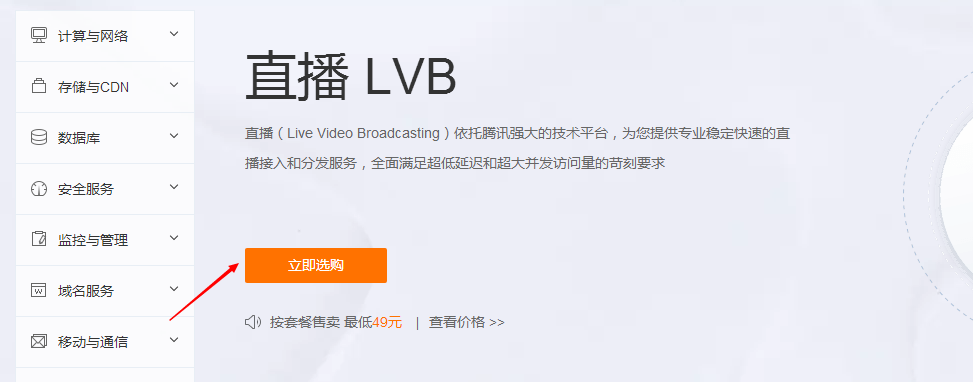 计算与网络
存储与CDN
数据库
安全服务
监控与管理
域名服务
移动与通信
直播 LVB
直播（Live Video Broadcasting）依托腾讯强大的技术平台，为您提供专业稳定快速的直
播接入和分发服务，全面满足超低延迟和超大并发访问量的苛刻要求
立即选购
按套餐售卖 最低49元 | 查看价格 >>